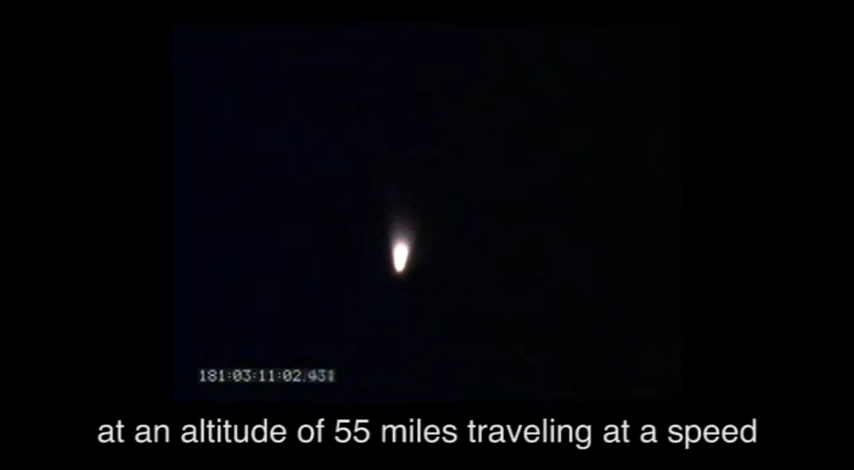 181:03:11:02.431
at an altitude of 55 miles traveling at a speed